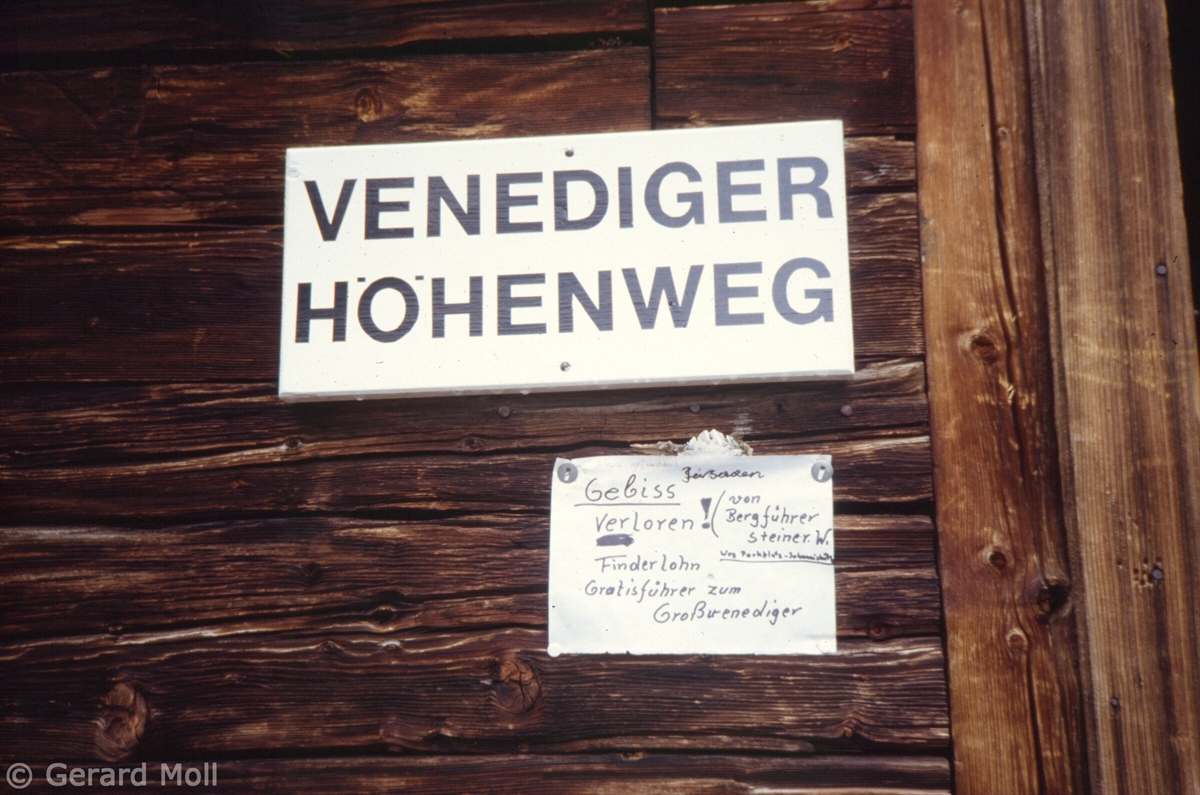 VENEDIGER
HÖHENWEG
Gebiss
Verloren! (von
Bergführer
Steiner. W.
Finderlohn
Gratisführer zum
Großvenediger
© Gerard Moll